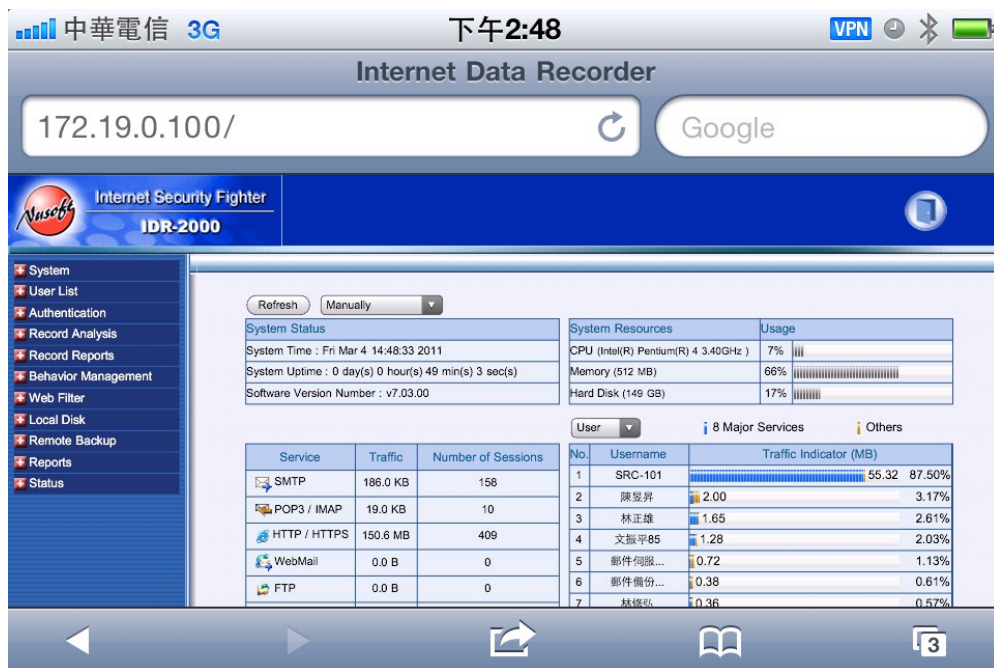 中華電信 3G 下午2:48 VPN
Internet Data Recorder
172.19.0.100/ Google
Nusoft Internet Security Fighter
IDR-2000
System
User List
Authentication
Record Analysis
Record Reports
Behavior Management
Web Filter
Local Disk
Remote Backup
Reports
Status
Refresh Manually
System Status
System Time : Fri Mar 4 14:48:33 2011
System Uptime : 0 day(s) 0 hour(s) 49 min(s) 3 sec(s)
Software Version Number : v7.03.00
System Resources Usage
CPU (Intel(R) Pentium(R) 4 3.40GHz ) 7%
Memory (512 MB) 66%
Hard Disk (149 GB) 17%
Service Traffic Number of Sessions
SMTP 186.0 KB 158
POP3 / IMAP 19.0 KB 10
HTTP / HTTPS 150.6 MB 409
WebMail 0.0 B 0
FTP 0.0 B 0
User 8 Major Services Others
No. Username Traffic Indicator (MB)
1 SRC-101 55.32 87.50%
2 陳昱昇 2.00 3.17%
3 林正雄 1.65 2.61%
4 文振平85 1.28 2.03%
5 郵件伺服... 0.72 1.13%
6 郵件備份... 0.38 0.61%
7 0.36 0.57%
3